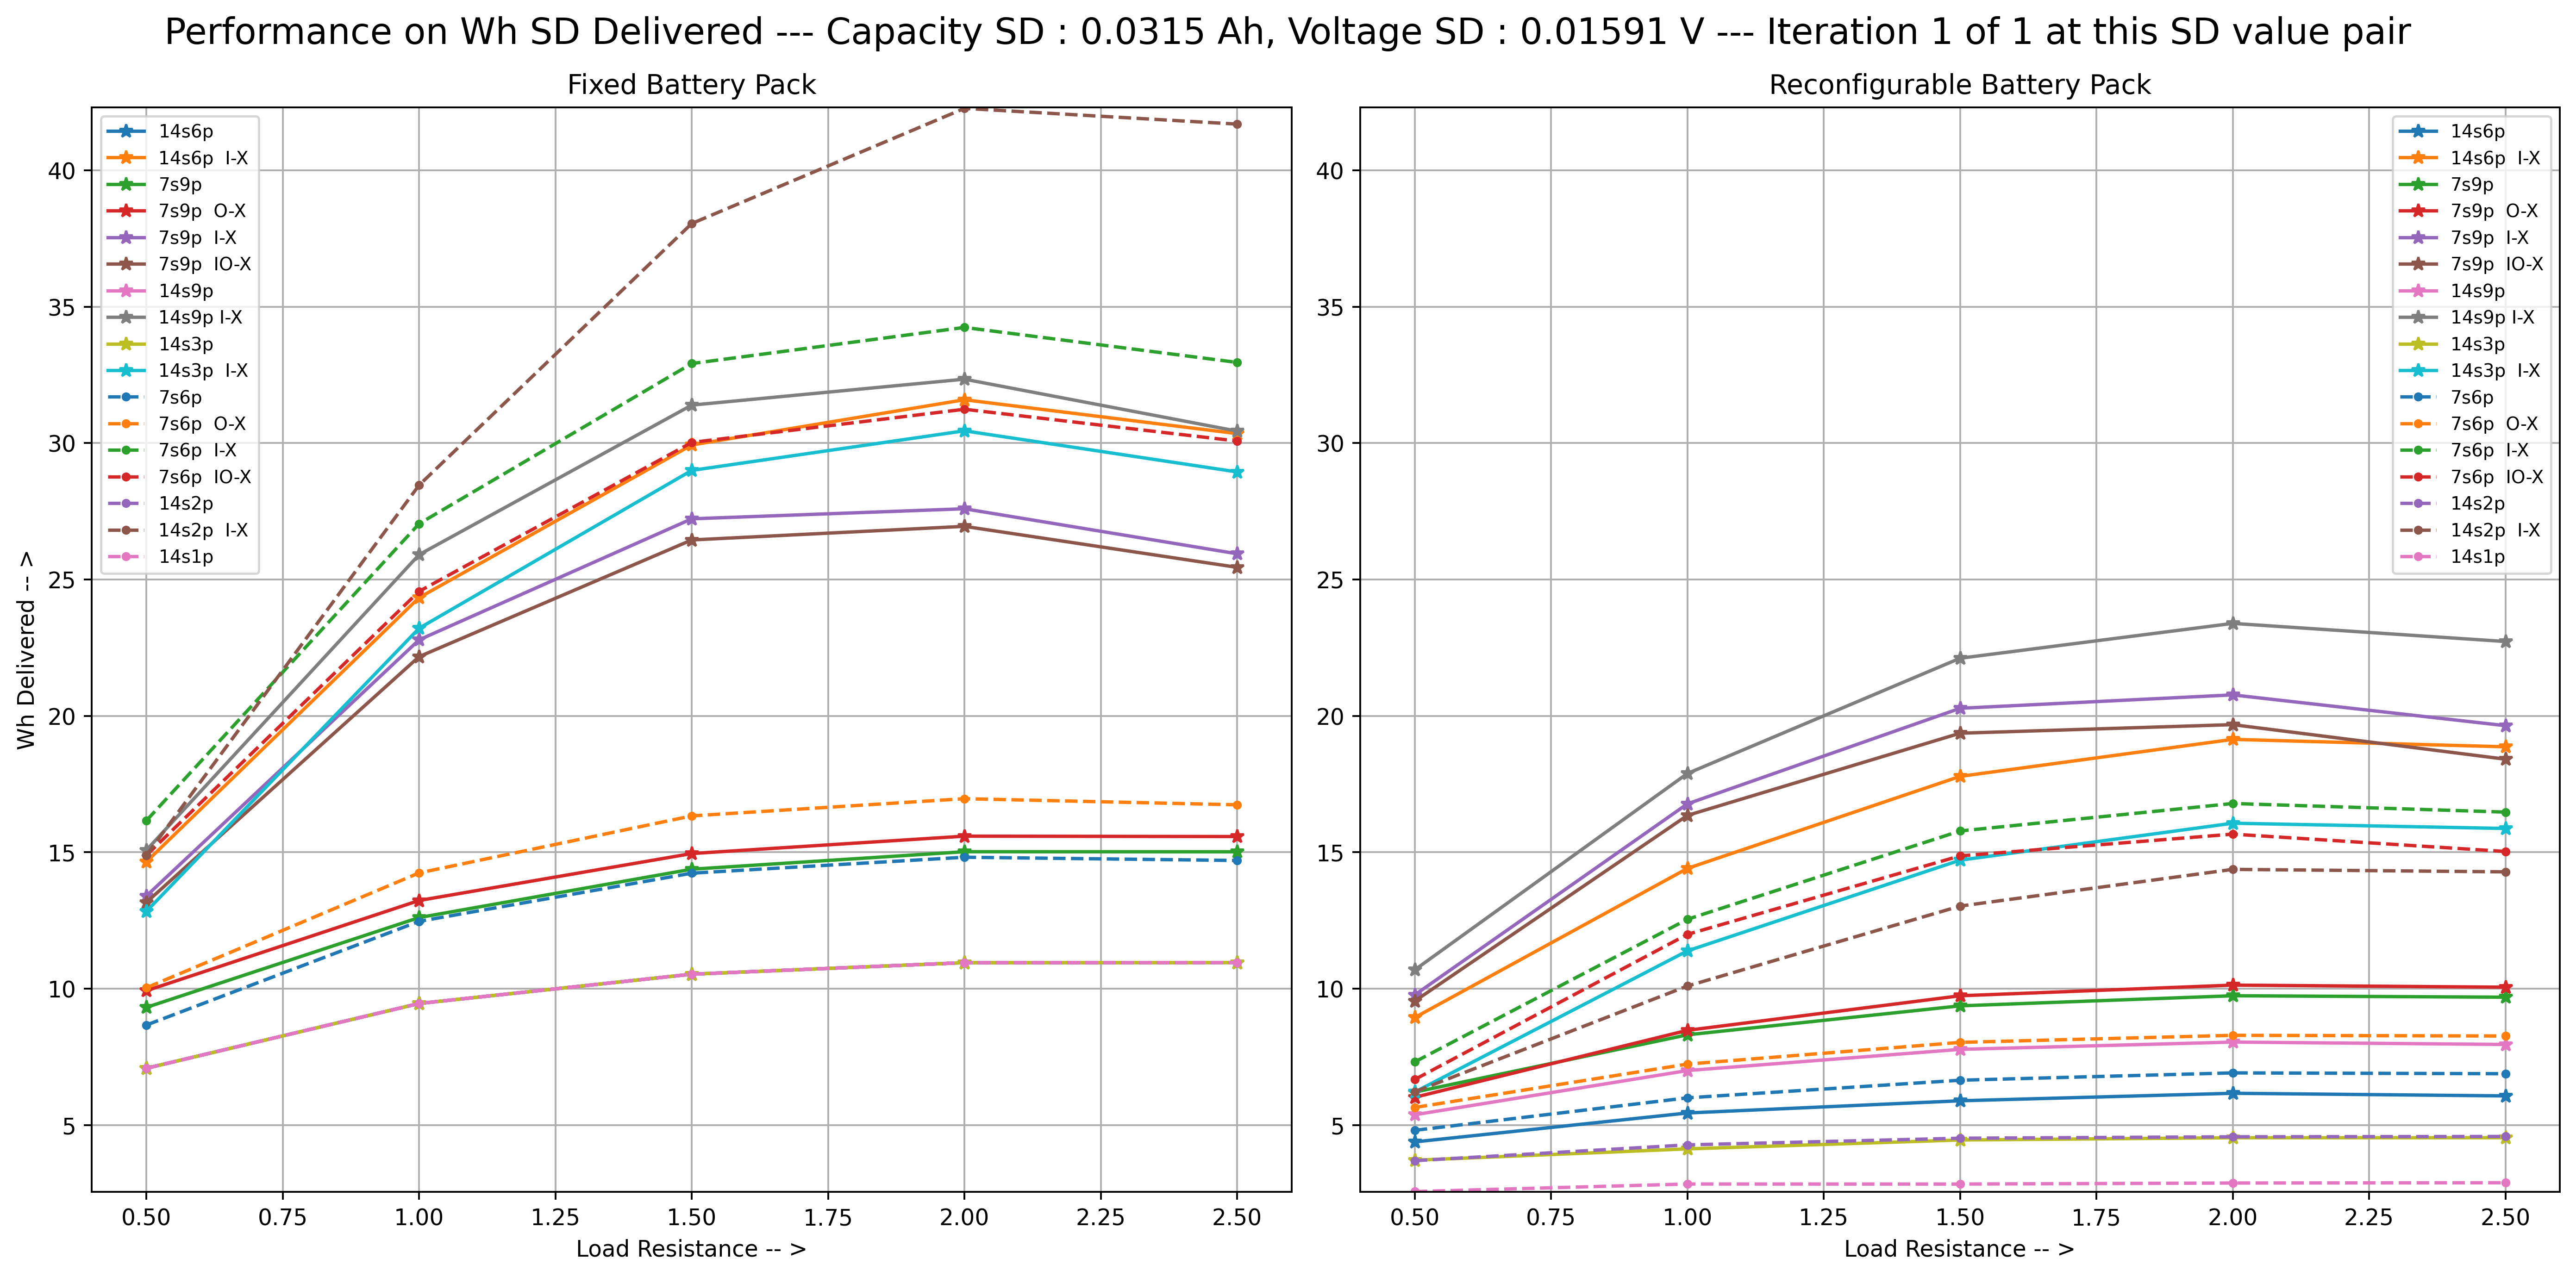 Performance on Wh SD Delivered --- Capacity SD : 0.0315 Ah, Voltage SD : 0.01591 V --- Iteration 1 of 1 at this SD value pair
Fixed Battery Pack
14s6p
14s6p I-X
7s9p
7s9p O-X
7s9p I-X
7s9p IO-X
14s9p
14s9p I-X
14s3p
14s3p I-X
7s6p
7s6p O-X
7s6p I-X
7s6p IO-X
14s2p
14s2p I-X
14s1p
40
35
30
25
20
15
10
5
Wh Delivered -- >
0.50 0.75 1.00 1.25 1.50 1.75 2.00 2.25 2.50
Load Resistance -- >
Reconfigurable Battery Pack
14s6p
14s6p I-X
7s9p
7s9p O-X
7s9p I-X
7s9p IO-X
14s9p
14s9p I-X
14s3p
14s3p I-X
7s6p
7s6p O-X
7s6p I-X
7s6p IO-X
14s2p
14s2p I-X
14s1p
40
35
30
25
20
15
10
5
0.50 0.75 1.00 1.25 1.50 1.75 2.00 2.25 2.50
Load Resistance -- >